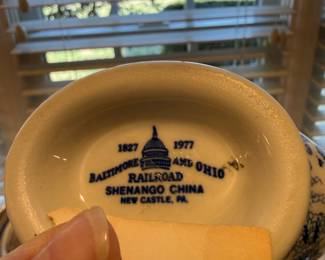 1827 1977
BALTIMORE AND OHIO
RAILROAD
SHENANGO CHINA
NEW CASTLE, PA.